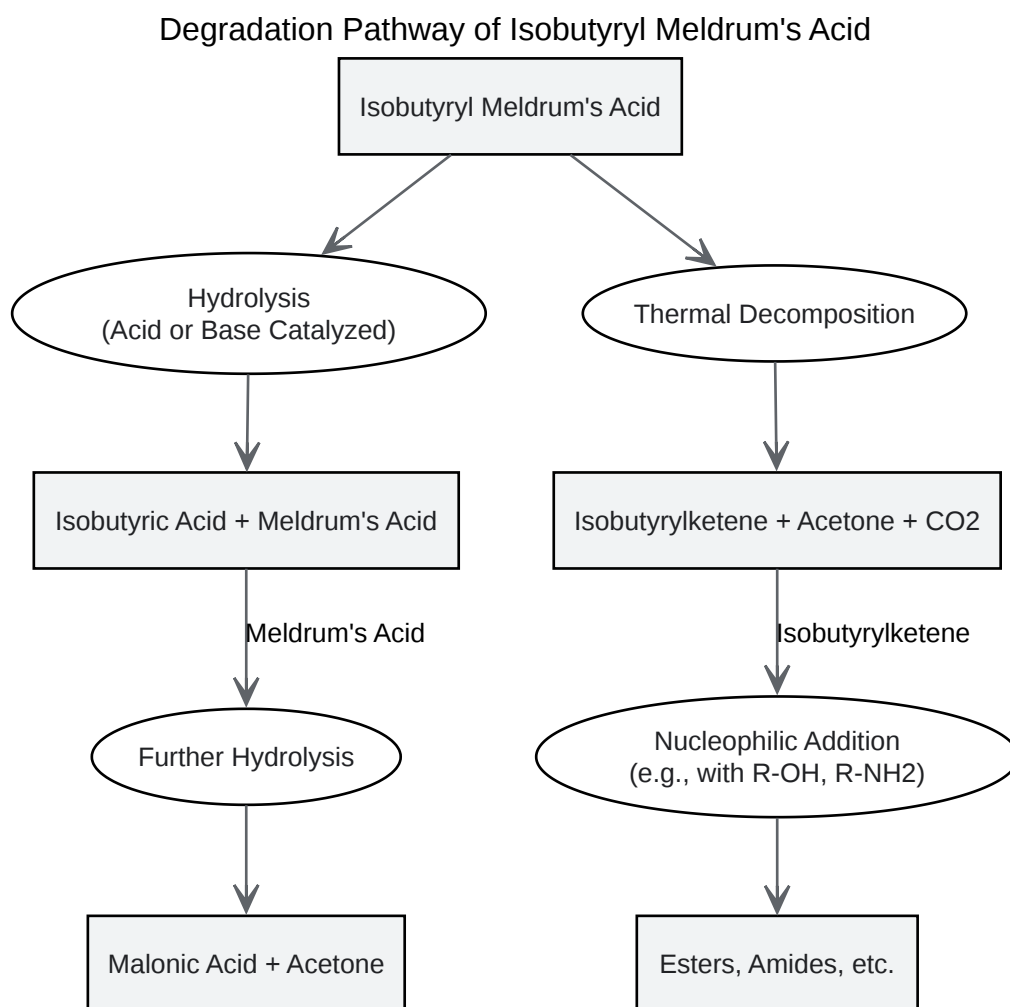 Degradation Pathway of Isobutyryl Meldrum's Acid
Isobutyryl Meldrum's Acid
Hydrolysis
(Acid or Base Catalyzed)
Thermal Decomposition
Isobutyric Acid + Meldrum's Acid
Isobutyrylketene + Acetone + CO2
Meldrum's Acid
Isobutyrylketene
Further Hydrolysis
Nucleophilic Addition
(e.g., with R-OH, R-NH2)
Malonic Acid + Acetone
Esters, Amides, etc.